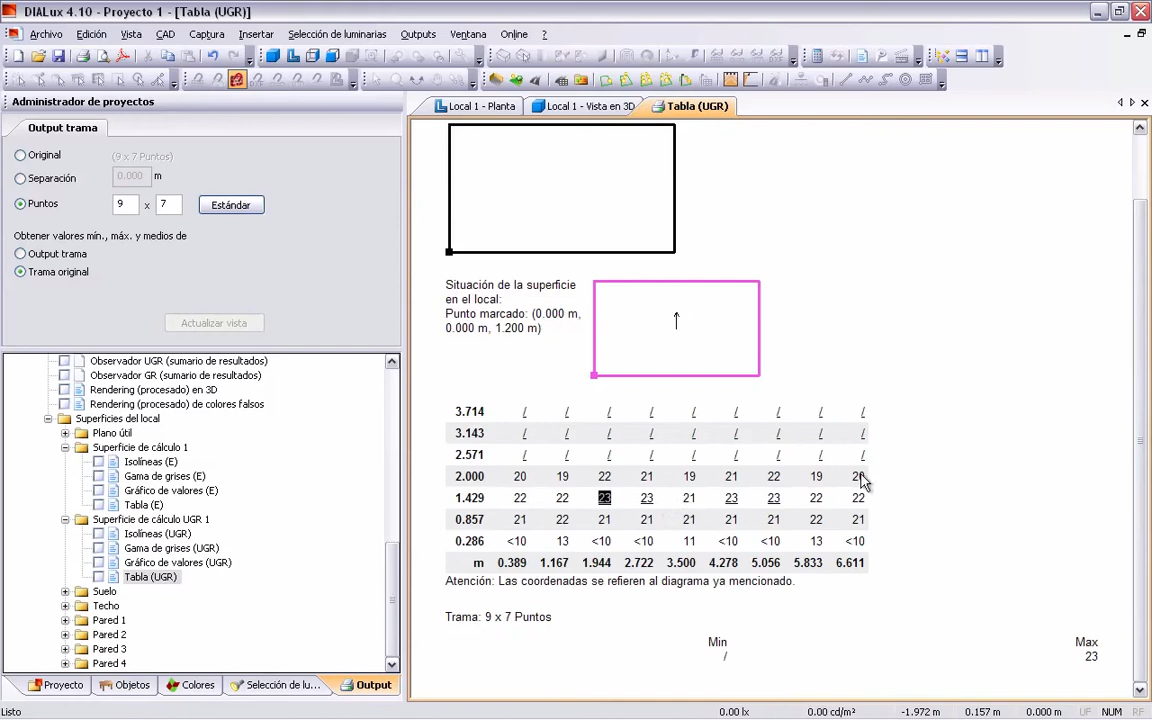 DIALux 4.10 - Proyecto 1 - [Tabla (UGR)]
Archivo Edición Vista CAD Captura Insertar Selección de luminarias Outputs Ventana Online ?
Administrador de proyectos
Output trama
Original (9 x 7 Puntos)
Separación 0.000 m
Puntos 9 x 7 Estándar
Obtener valores mín., máx. y medios de
Output trama
Trama original
Actualizar vista
Observador UGR (sumario de resultados)
Observador GR (sumario de resultados)
Rendering (procesado) en 3D
Rendering (procesado) de colores falsos
Superficies del local
Plano útil
Superficie de cálculo 1
Isolíneas (E)
Gama de grises (E)
Gráfico de valores (E)
Tabla (E)
Superficie de cálculo UGR 1
Isolíneas (UGR)
Gama de grises (UGR)
Gráfico de valores (UGR)
Tabla (UGR)
Suelo
Techo
Pared 1
Pared 2
Pared 3
Pared 4
Proyecto Objetos Colores Selección de lu... Output
Local 1 - Planta Local 1 - Vista en 3D Tabla (UGR)
Situación de la superficie
en el local:
Punto marcado: (0.000 m,
0.000 m, 1.200 m)
3.714 / / / / / / / / /
3.143 / / / / / / / / /
2.571 / / / / / / / / /
2.000 20 19 22 21 19 21 22 19 20
1.429 22 22 23 23 21 23 23 22 22
0.857 21 22 21 21 21 21 21 22 21
0.286 <10 13 <10 <10 11 <10 <10 13 <10
m 0.389 1.167 1.944 2.722 3.500 4.278 5.056 5.833 6.611
Atención: Las coordenadas se refieren al diagrama ya mencionado.
Trama: 9 x 7 Puntos
Min Max
/ 23
Listo 0.00 lx 0.00 cd/m² -1.972 m 0.157 m 0.000 m UF NUM RF